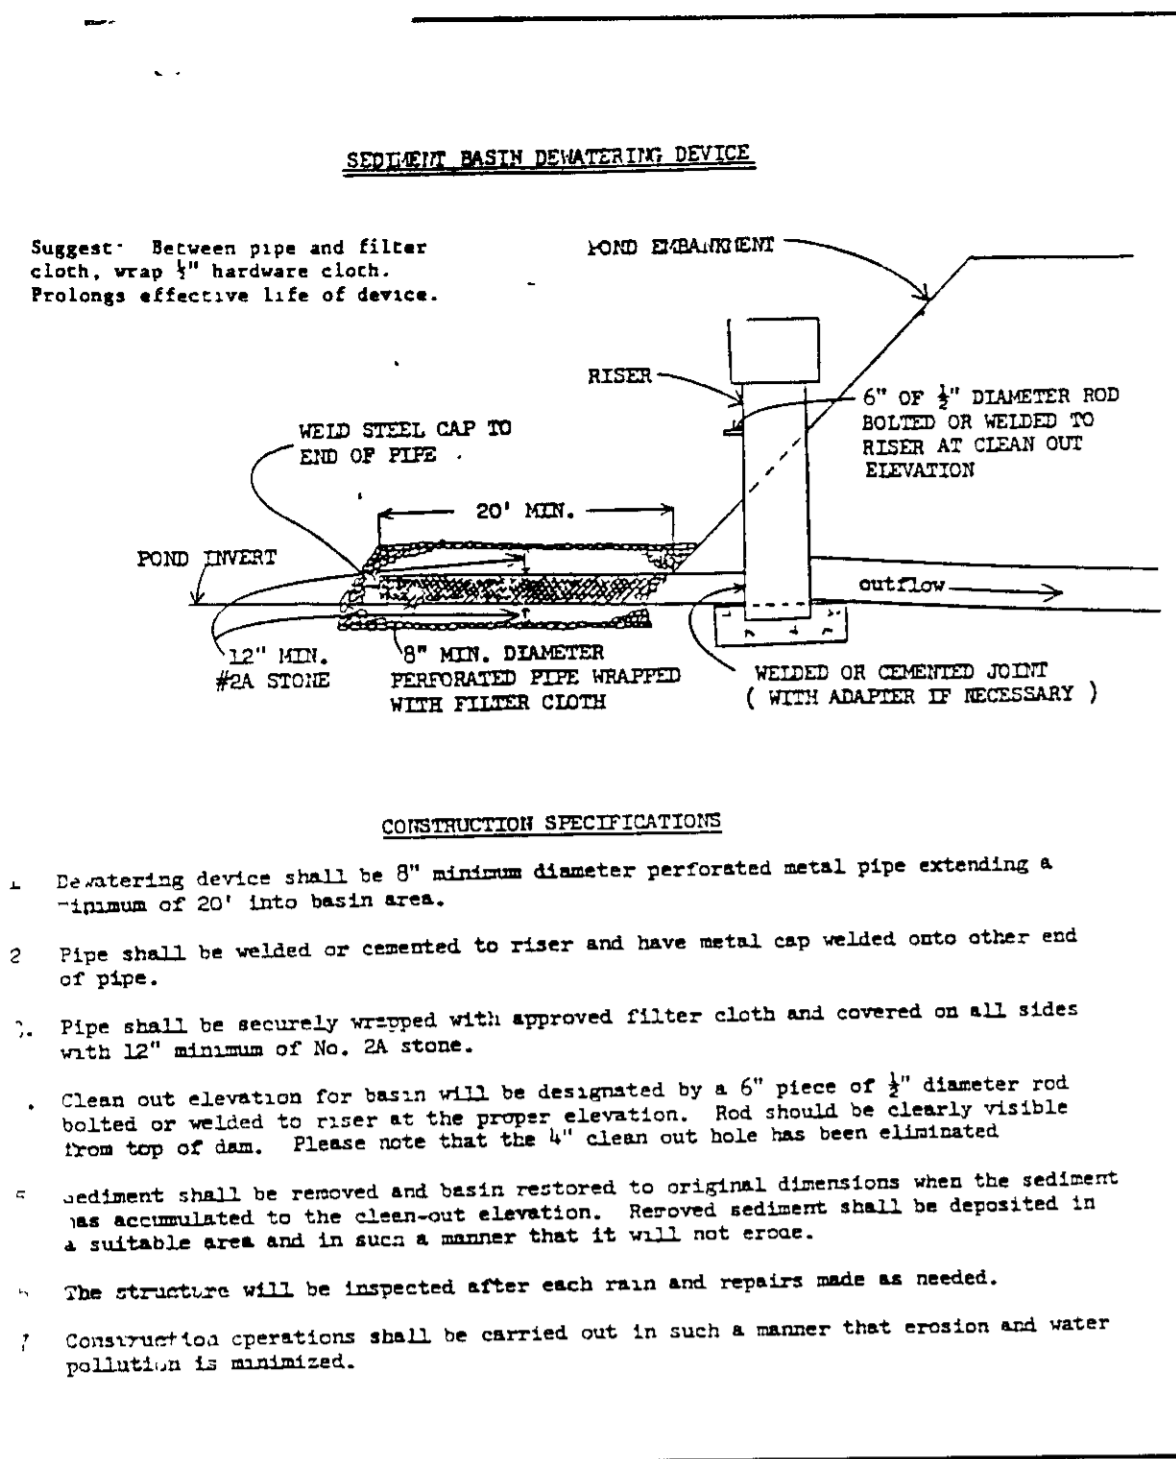 SEDIMENT BASIN DEWATERING DEVICE
Suggest· Between pipe and filter
cloth, wrap ½" hardware cloth.
Prolongs effective life of device.
POND EMBANKMENT
RISER
6" OF ½" DIAMETER ROD
BOLTED OR WELDED TO
RISER AT CLEAN OUT
ELEVATION
WELD STEEL CAP TO
END OF PIPE
20' MIN.
POND INVERT
outflow
12" MIN.
#2A STONE
8" MIN. DIAMETER
PERFORATED PIPE WRAPPED
WITH FILTER CLOTH
WELDED OR CEMENTED JOINT
( WITH ADAPTER IF NECESSARY )
CONSTRUCTION SPECIFICATIONS
1 Dewatering device shall be 8" minimum diameter perforated metal pipe extending a
minimum of 20' into basin area.
2 Pipe shall be welded or cemented to riser and have metal cap welded onto other end
of pipe.
Pipe shall be securely wrapped with approved filter cloth and covered on all sides
with 12" minimum of No. 2A stone.
Clean out elevation for basin will be designated by a 6" piece of ½" diameter rod
bolted or welded to riser at the proper elevation. Rod should be clearly visible
from top of dam. Please note that the 4" clean out hole has been eliminated
5 Sediment shall be removed and basin restored to original dimensions when the sediment
has accumulated to the clean-out elevation. Removed sediment shall be deposited in
a suitable area and in such a manner that it will not erode.
The structure will be inspected after each rain and repairs made as needed.
7 Construction operations shall be carried out in such a manner that erosion and water
pollution is minimized.